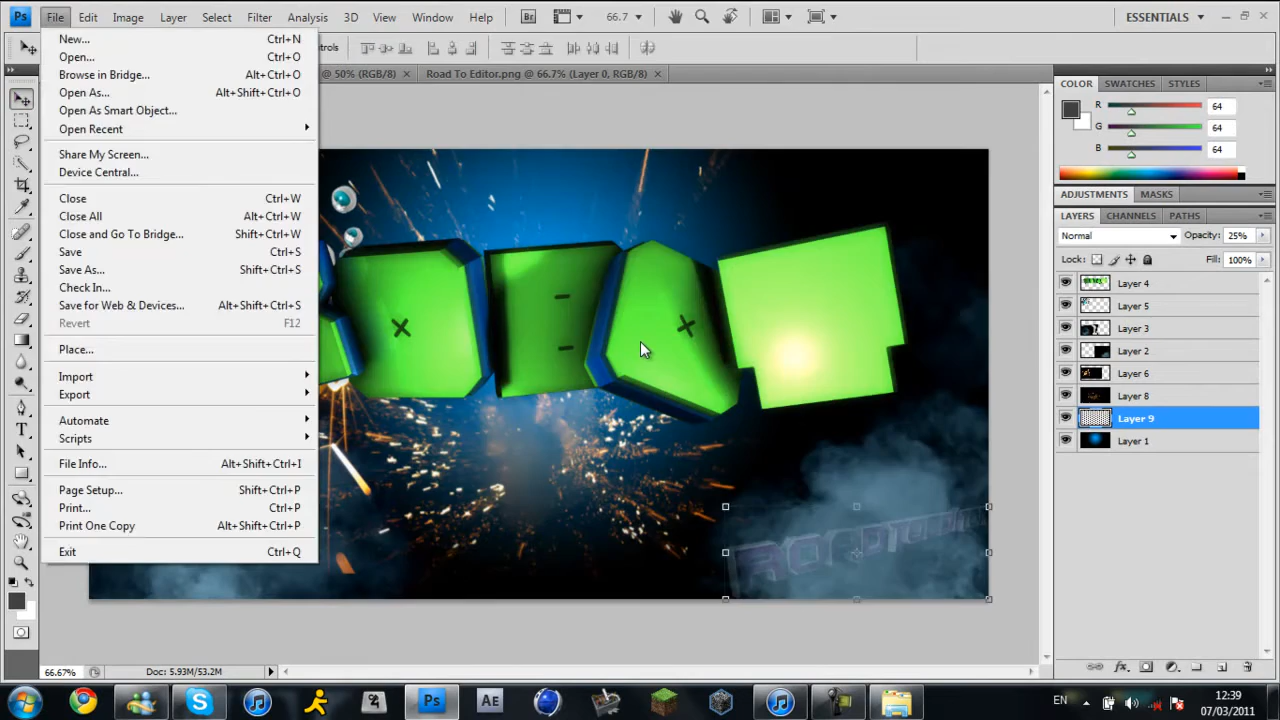 Ps File Edit Image Layer Select Filter Analysis 3D View Window Help Br 66.7 ESSENTIALS
@ 50% (RGB/8) × Road To Editor.png @ 66.7% (Layer 0, RGB/8) ×
New... Ctrl+N
Open... Ctrl+O
Browse in Bridge... Alt+Ctrl+O
Open As... Alt+Shift+Ctrl+O
Open As Smart Object...
Open Recent
Share My Screen...
Device Central...
Close Ctrl+W
Close All Alt+Ctrl+W
Close and Go To Bridge... Shift+Ctrl+W
Save Ctrl+S
Save As... Shift+Ctrl+S
Check In...
Save for Web & Devices... Alt+Shift+Ctrl+S
Revert F12
Place...
Import
Export
Automate
Scripts
File Info... Alt+Shift+Ctrl+I
Page Setup... Shift+Ctrl+P
Print... Ctrl+P
Print One Copy Alt+Shift+Ctrl+P
Exit Ctrl+Q
COLOR SWATCHES STYLES
R 64
G 64
B 64
ADJUSTMENTS MASKS
LAYERS CHANNELS PATHS
Normal Opacity: 25%
Lock: Fill: 100%
Layer 4
Layer 5
Layer 3
Layer 2
Layer 6
Layer 8
Layer 9
Layer 1
fx
66.67% Doc: 5.93M/53.2M
Ps AE EN 12:39
07/03/2011